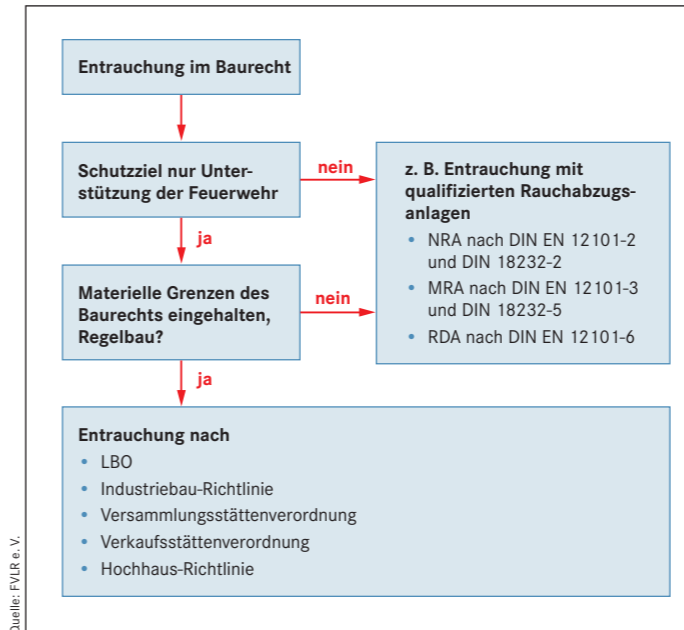 Entrauchung im Baurecht
Schutzziel nur Unter-
stützung der Feuerwehr
nein
z. B. Entrauchung mit
qualifizierten Rauchabzugs-
anlagen
• NRA nach DIN EN 12101-2
und DIN 18232-2
• MRA nach DIN EN 12101-3
und DIN 18232-5
• RDA nach DIN EN 12101-6
ja
Materielle Grenzen des
Baurechts eingehalten,
Regelbau?
nein
ja
Entrauchung nach
• LBO
• Industriebau-Richtlinie
• Versammlungsstättenverordnung
• Verkaufsstättenverordnung
• Hochhaus-Richtlinie
Quelle: FVLR e. V.